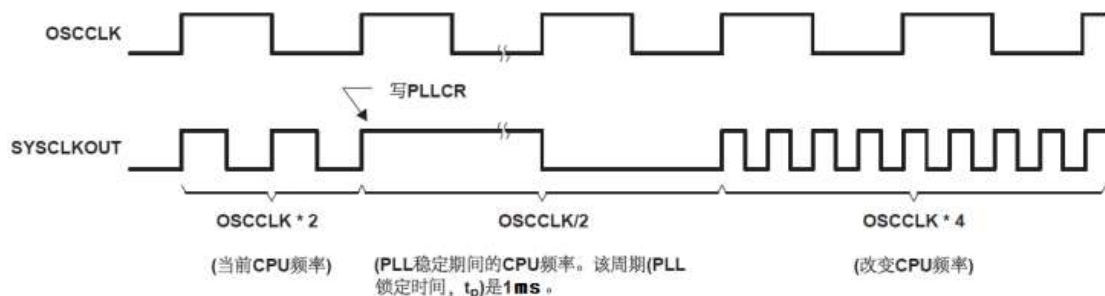 OSCCLK
写PLLCR
SYSCLKOUT
OSCCLK * 2
OSCCLK/2
OSCCLK * 4
(当前CPU频率)
(PLL稳定期间的CPU频率。该周期(PLL
锁定时间，tp)是1ms。
(改变CPU频率)